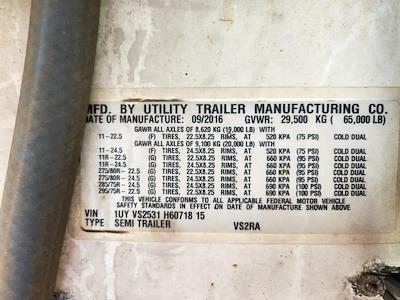 MFD. BY UTILITY TRAILER MANUFACTURING CO.
DATE OF MANUFACTURE: 09/2016 GVWR: 29,500 KG ( 65,000 LB)
GAWR ALL AXLES OF 8,620 KG (19,000 LB) WITH
11-22.5 (F) TIRES, 22.5X8.25 RIMS, AT 520 KPA (75 PSI) COLD DUAL
GAWR ALL AXLES OF 9,100 KG (20,000 LB) WITH
11-24.5 (F) TIRES, 24.5X8.25 RIMS, AT 520 KPA (75 PSI) COLD DUAL
11R-22.5 (G) TIRES, 22.5X8.25 RIMS, AT 660 KPA (95 PSI) COLD DUAL
11R-24.5 (G) TIRES, 24.5X8.25 RIMS, AT 660 KPA (95 PSI) COLD DUAL
275/80R-22.5 (G) TIRES, 22.5X8.25 RIMS, AT 660 KPA (95 PSI) COLD DUAL
275/80R-24.5 (G) TIRES, 24.5X8.25 RIMS, AT 660 KPA (95 PSI) COLD DUAL
285/75R-24.5 (G) TIRES, 24.5X8.25 RIMS, AT 690 KPA (100 PSI) COLD DUAL
295/75R-22.5 (G) TIRES, 22.5X8.25 RIMS, AT 690 KPA (100 PSI) COLD DUAL
THIS VEHICLE CONFORMS TO ALL APPLICABLE FEDERAL MOTOR VEHICLE
SAFETY STANDARDS IN EFFECT ON DATE OF MANUFACTURE SHOWN ABOVE
VIN 1UY VS2531 H60718 15
TYPE SEMI TRAILER VS2RA